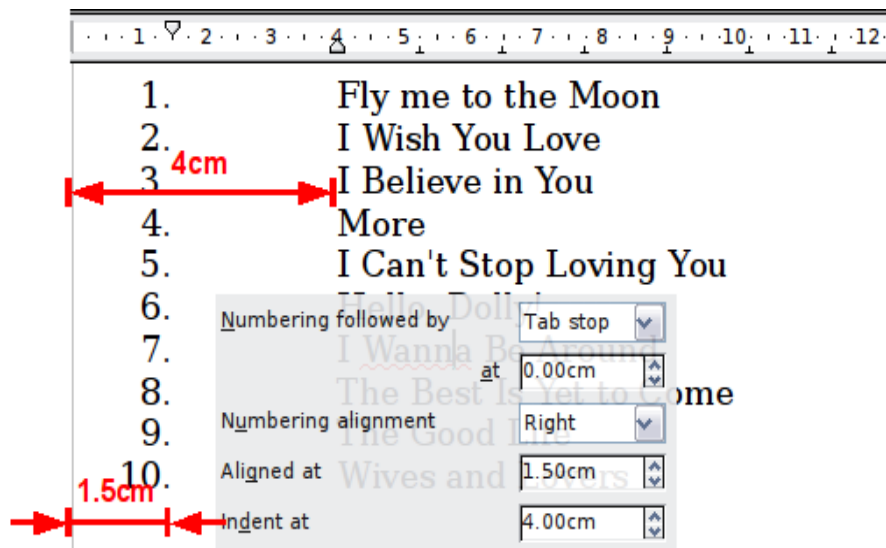 1 2 3 4 5 6 7 8 9 10 11 12
1. Fly me to the Moon
2. I Wish You Love
4cm
3 I Believe in You
4. More
5. I Can't Stop Loving You
6. Hello, Dolly!
Numbering followed by Tab stop
7. I Wanna Be Around
at 0.00cm
8. The Best Is Yet to Come
Numbering alignment Right
9. The Good Life
Aligned at 1.50cm
10. Wives and Lovers
1.5cm
Indent at 4.00cm